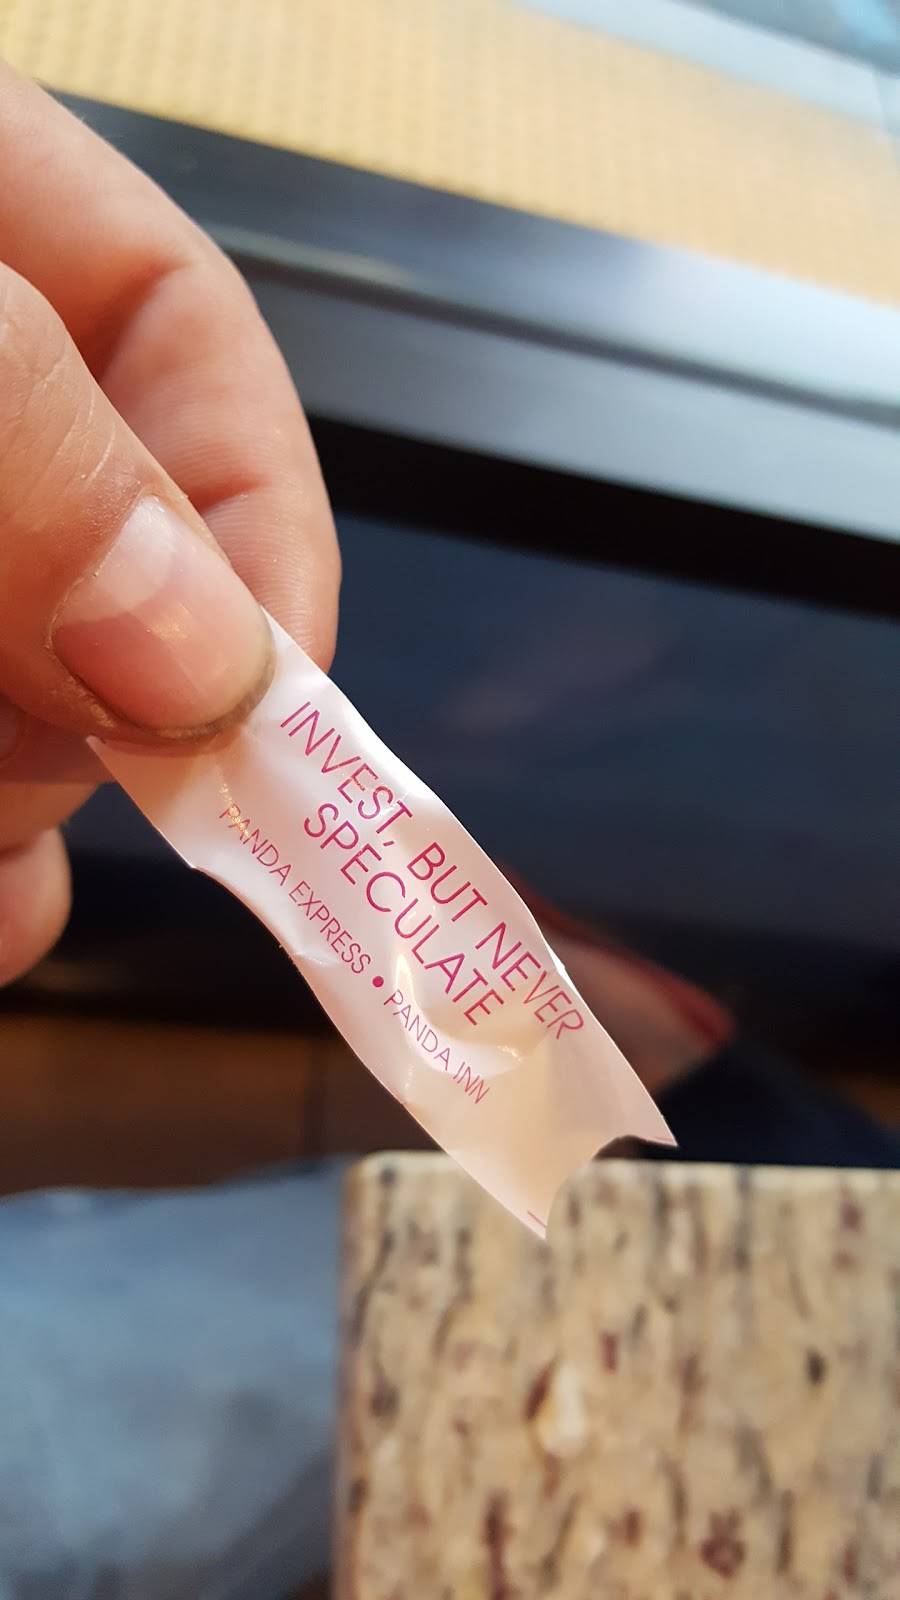 INVEST, BUT NEVER
SPECULATE
PANDA EXPRESS • PANDA INN